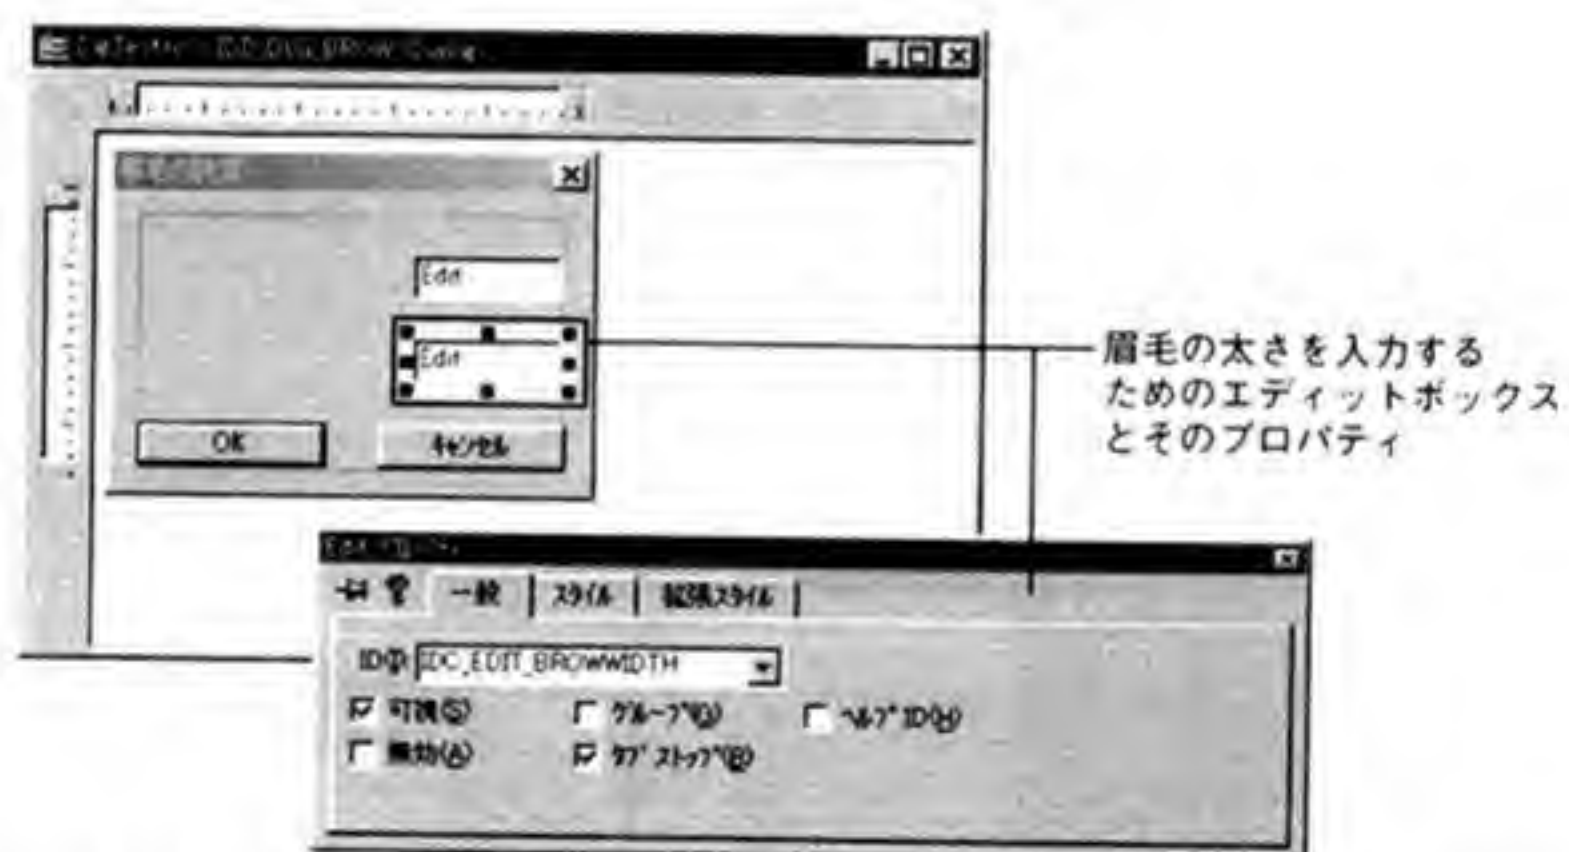 IDD_DLG_BROW
Edit
Edit
OK
キャンセル
眉毛の太さを入力する
ためのエディットボックス
とそのプロパティ
一般
スタイル
拡張スタイル
ID(I):
IDC_EDIT_BROWWIDTH
可視(S)
グループ(G)
ヘルプ ID(H)
無効(A)
タブ ストップ(B)